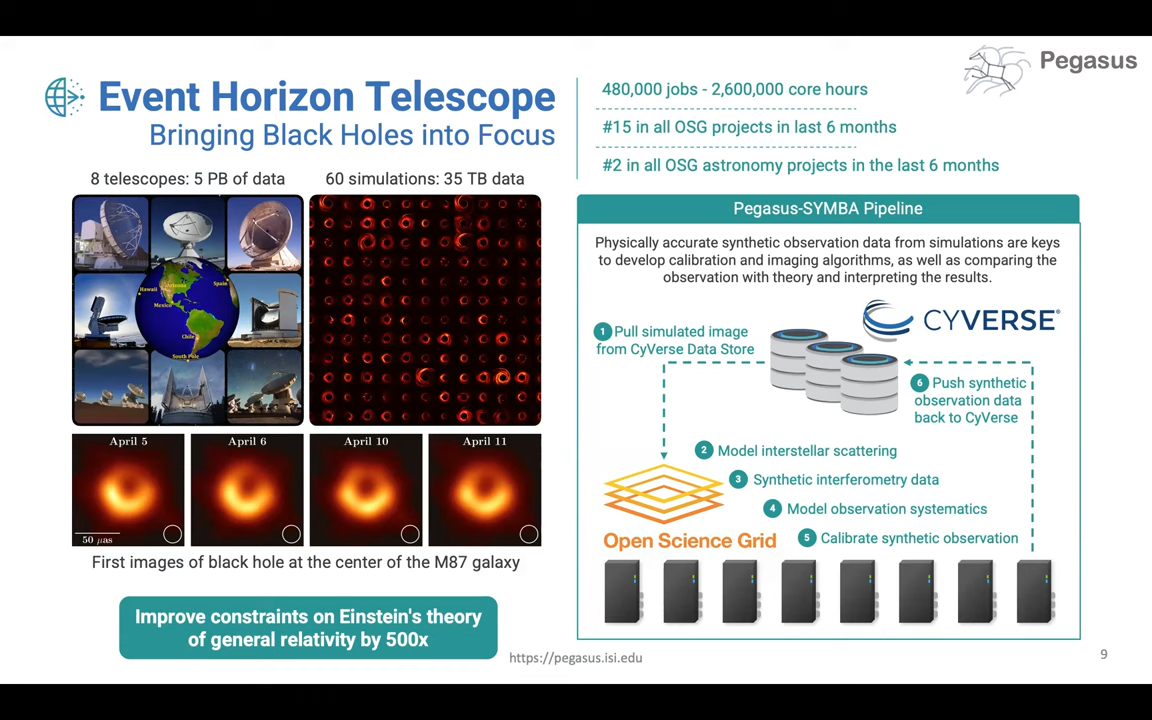 Pegasus
Event Horizon Telescope
Bringing Black Holes into Focus
480,000 jobs - 2,600,000 core hours
#15 in all OSG projects in last 6 months
#2 in all OSG astronomy projects in the last 6 months
8 telescopes: 5 PB of data
60 simulations: 35 TB data
Arizona
Hawaii
Spain
Mexico
Chile
South Pole
April 5
April 6
April 10
April 11
50 μas
First images of black hole at the center of the M87 galaxy
Improve constraints on Einstein's theory
of general relativity by 500x
Pegasus-SYMBA Pipeline
Physically accurate synthetic observation data from simulations are keys
to develop calibration and imaging algorithms, as well as comparing the
observation with theory and interpreting the results.
CYVERSE®
1 Pull simulated image
from CyVerse Data Store
6 Push synthetic
observation data
back to CyVerse
2 Model interstellar scattering
3 Synthetic interferometry data
4 Model observation systematics
5 Calibrate synthetic observation
Open Science Grid
https://pegasus.isi.edu
9